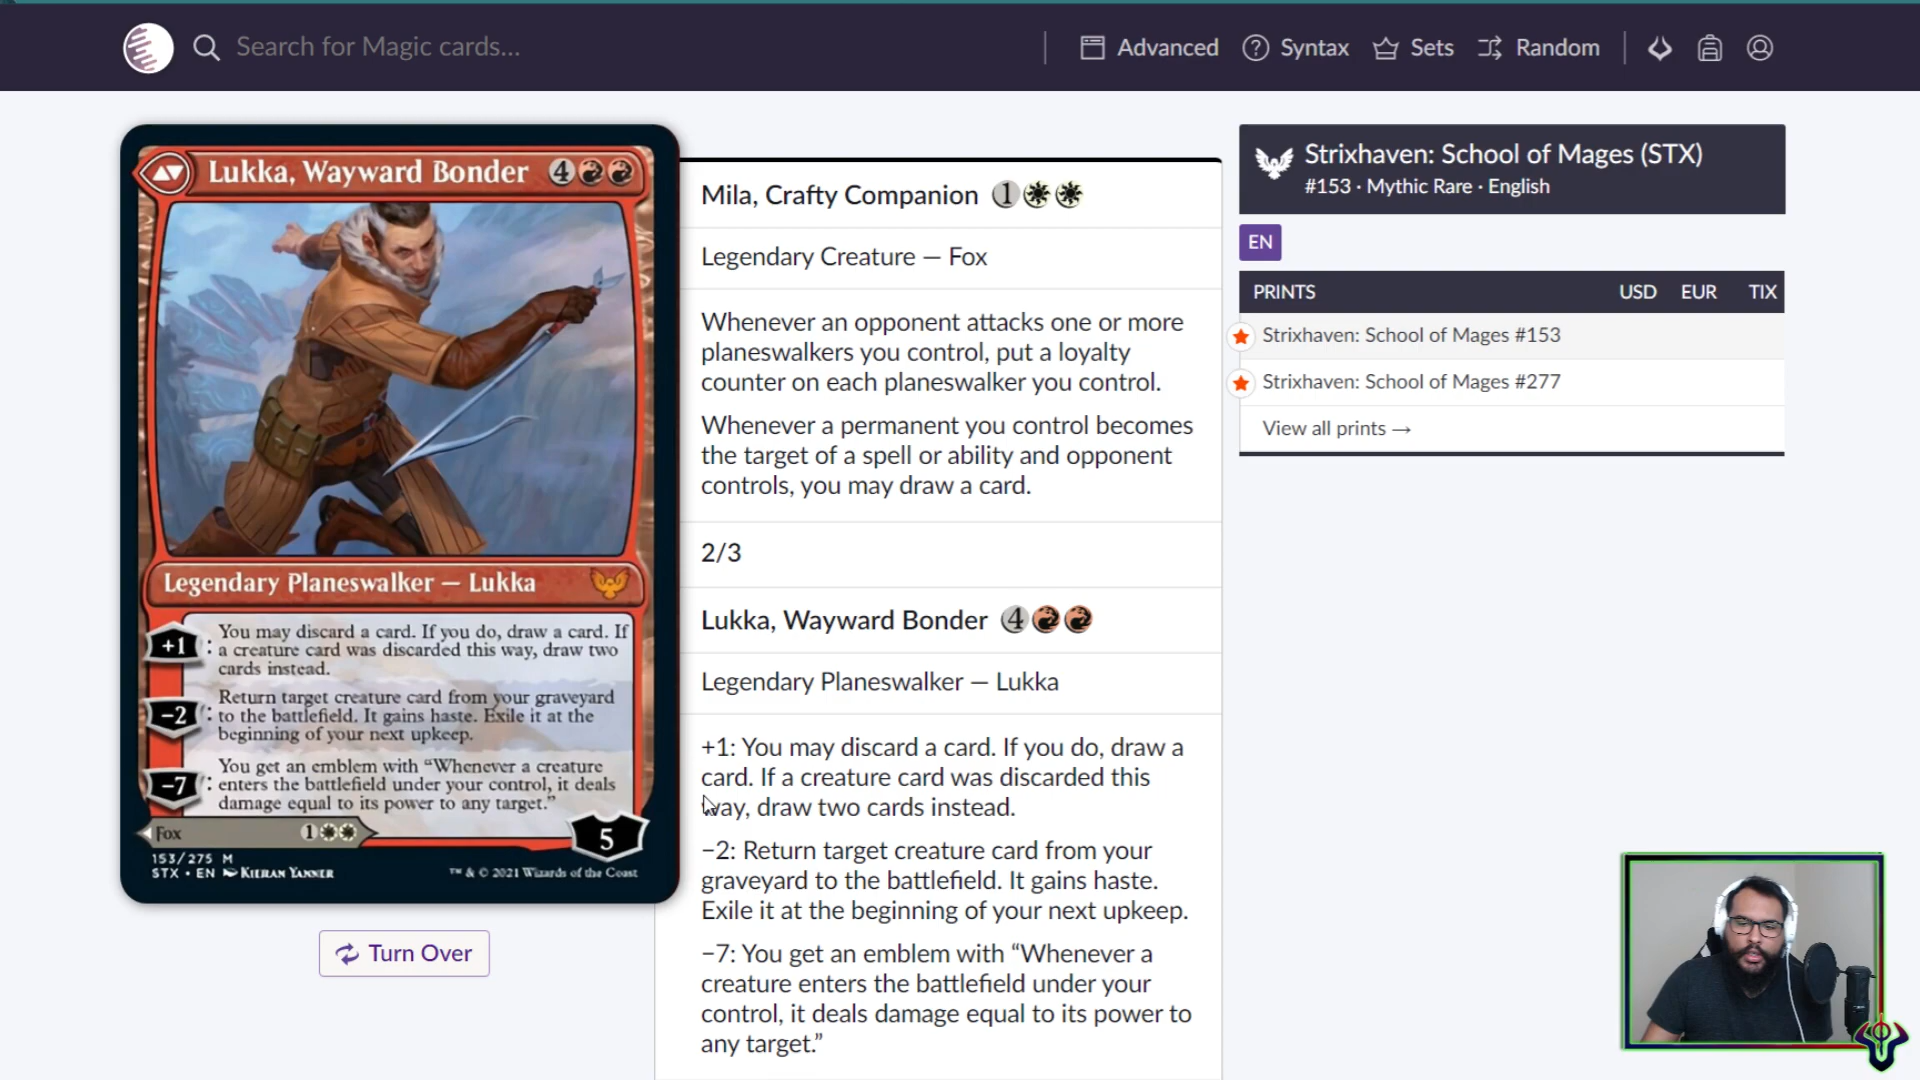 Search for Magic cards...
Advanced
Syntax
Sets
Random
Lukka, Wayward Bonder 4
Legendary Planeswalker — Lukka
+1 : You may discard a card. If you do, draw a card. If
a creature card was discarded this way, draw two
cards instead.
−2 : Return target creature card from your graveyard
to the battlefield. It gains haste. Exile it at the
beginning of your next upkeep.
−7 : You get an emblem with “Whenever a creature
enters the battlefield under your control, it deals
damage equal to its power to any target.”
Fox 1
5
153/275 M
STX • EN Kieran Yanner
™ & © 2021 Wizards of the Coast
Turn Over
Mila, Crafty Companion 1
Legendary Creature — Fox
Whenever an opponent attacks one or more
planeswalkers you control, put a loyalty
counter on each planeswalker you control.
Whenever a permanent you control becomes
the target of a spell or ability and opponent
controls, you may draw a card.
2/3
Lukka, Wayward Bonder 4
Legendary Planeswalker — Lukka
+1: You may discard a card. If you do, draw a
card. If a creature card was discarded this
way, draw two cards instead.
−2: Return target creature card from your
graveyard to the battlefield. It gains haste.
Exile it at the beginning of your next upkeep.
−7: You get an emblem with “Whenever a
creature enters the battlefield under your
control, it deals damage equal to its power to
any target.”
Strixhaven: School of Mages (STX)
#153 · Mythic Rare · English
EN
PRINTS USD EUR TIX
Strixhaven: School of Mages #153
Strixhaven: School of Mages #277
View all prints →